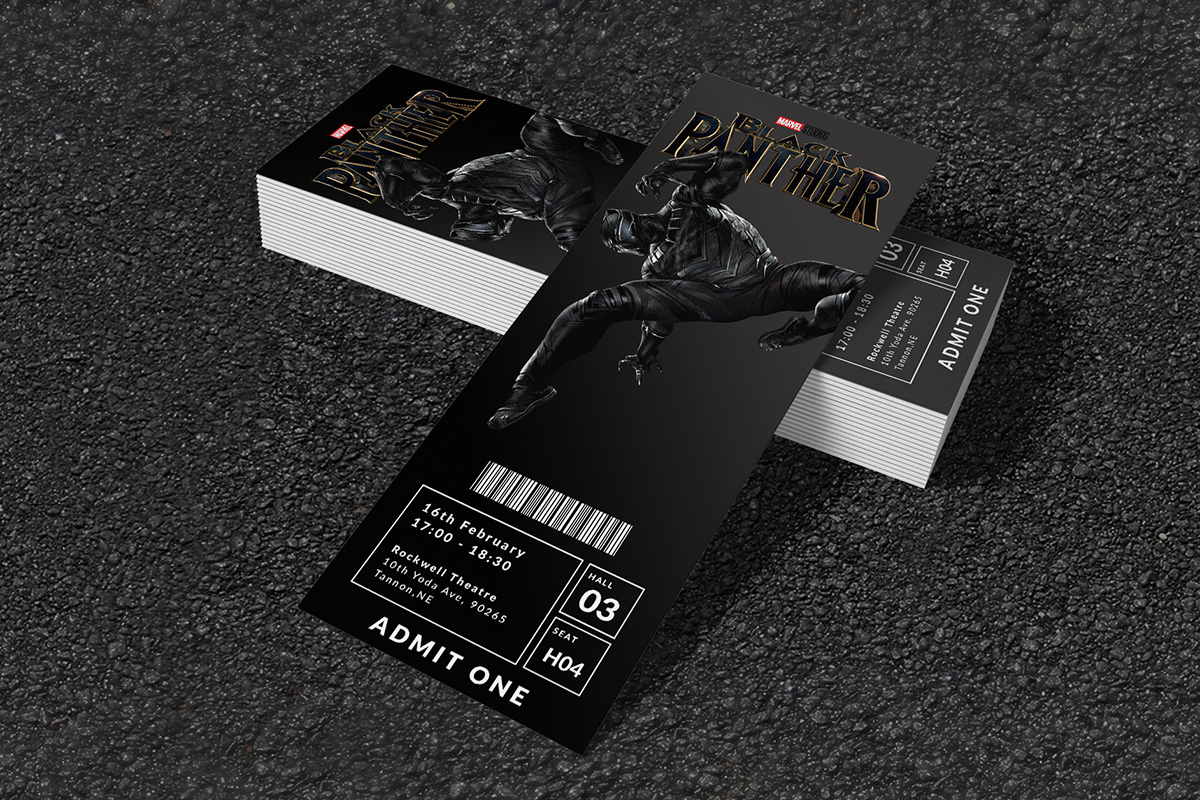 MARVEL STUDIOS
BLACK
PANTHER
16th February
17:00 - 18:30
Rockwell Theatre
10th Yoda Ave, 90265
Tannon,NE
HALL
03
SEAT
H04
ADMIT ONE
MARVEL
BLACK
PANTHER
03
SEAT
H04
17:00 - 18:30
Rockwell Theatre
10th Yoda Ave, 90265
Tannon,NE
ADMIT ONE